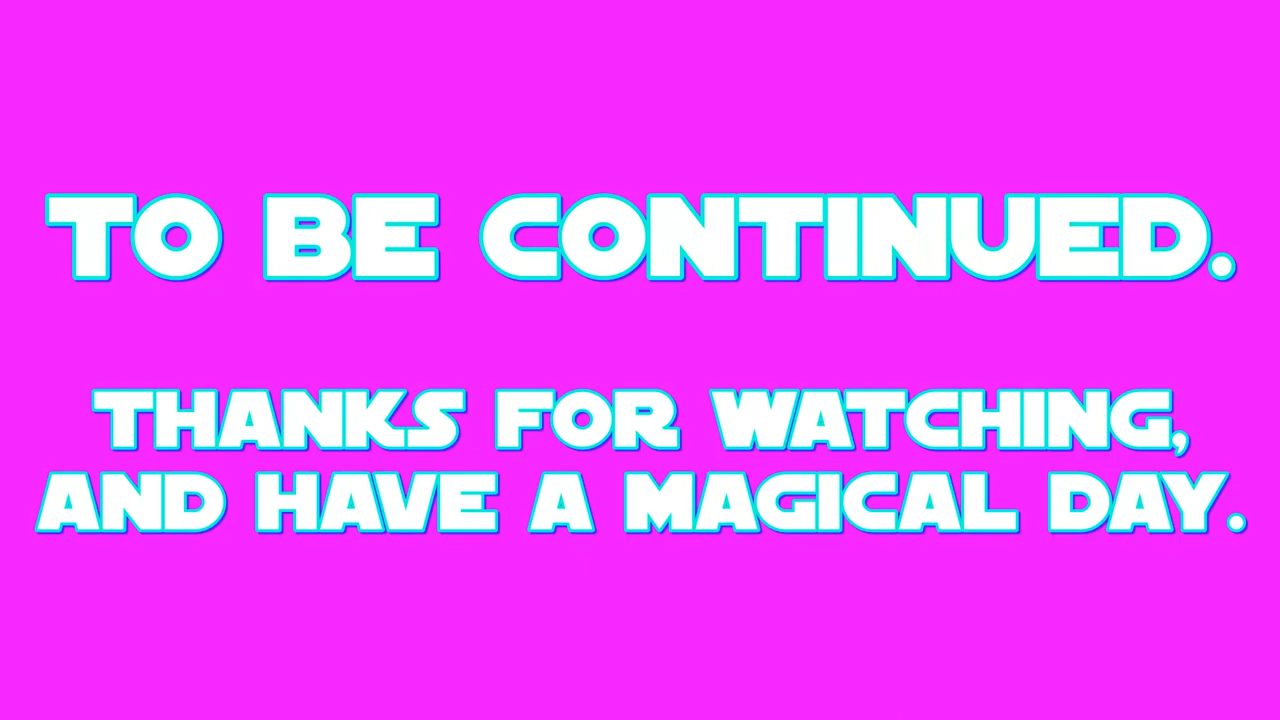 TO BE CONTINUED.
THANKS FOR WATCHING,
AND HAVE A MAGICAL DAY.